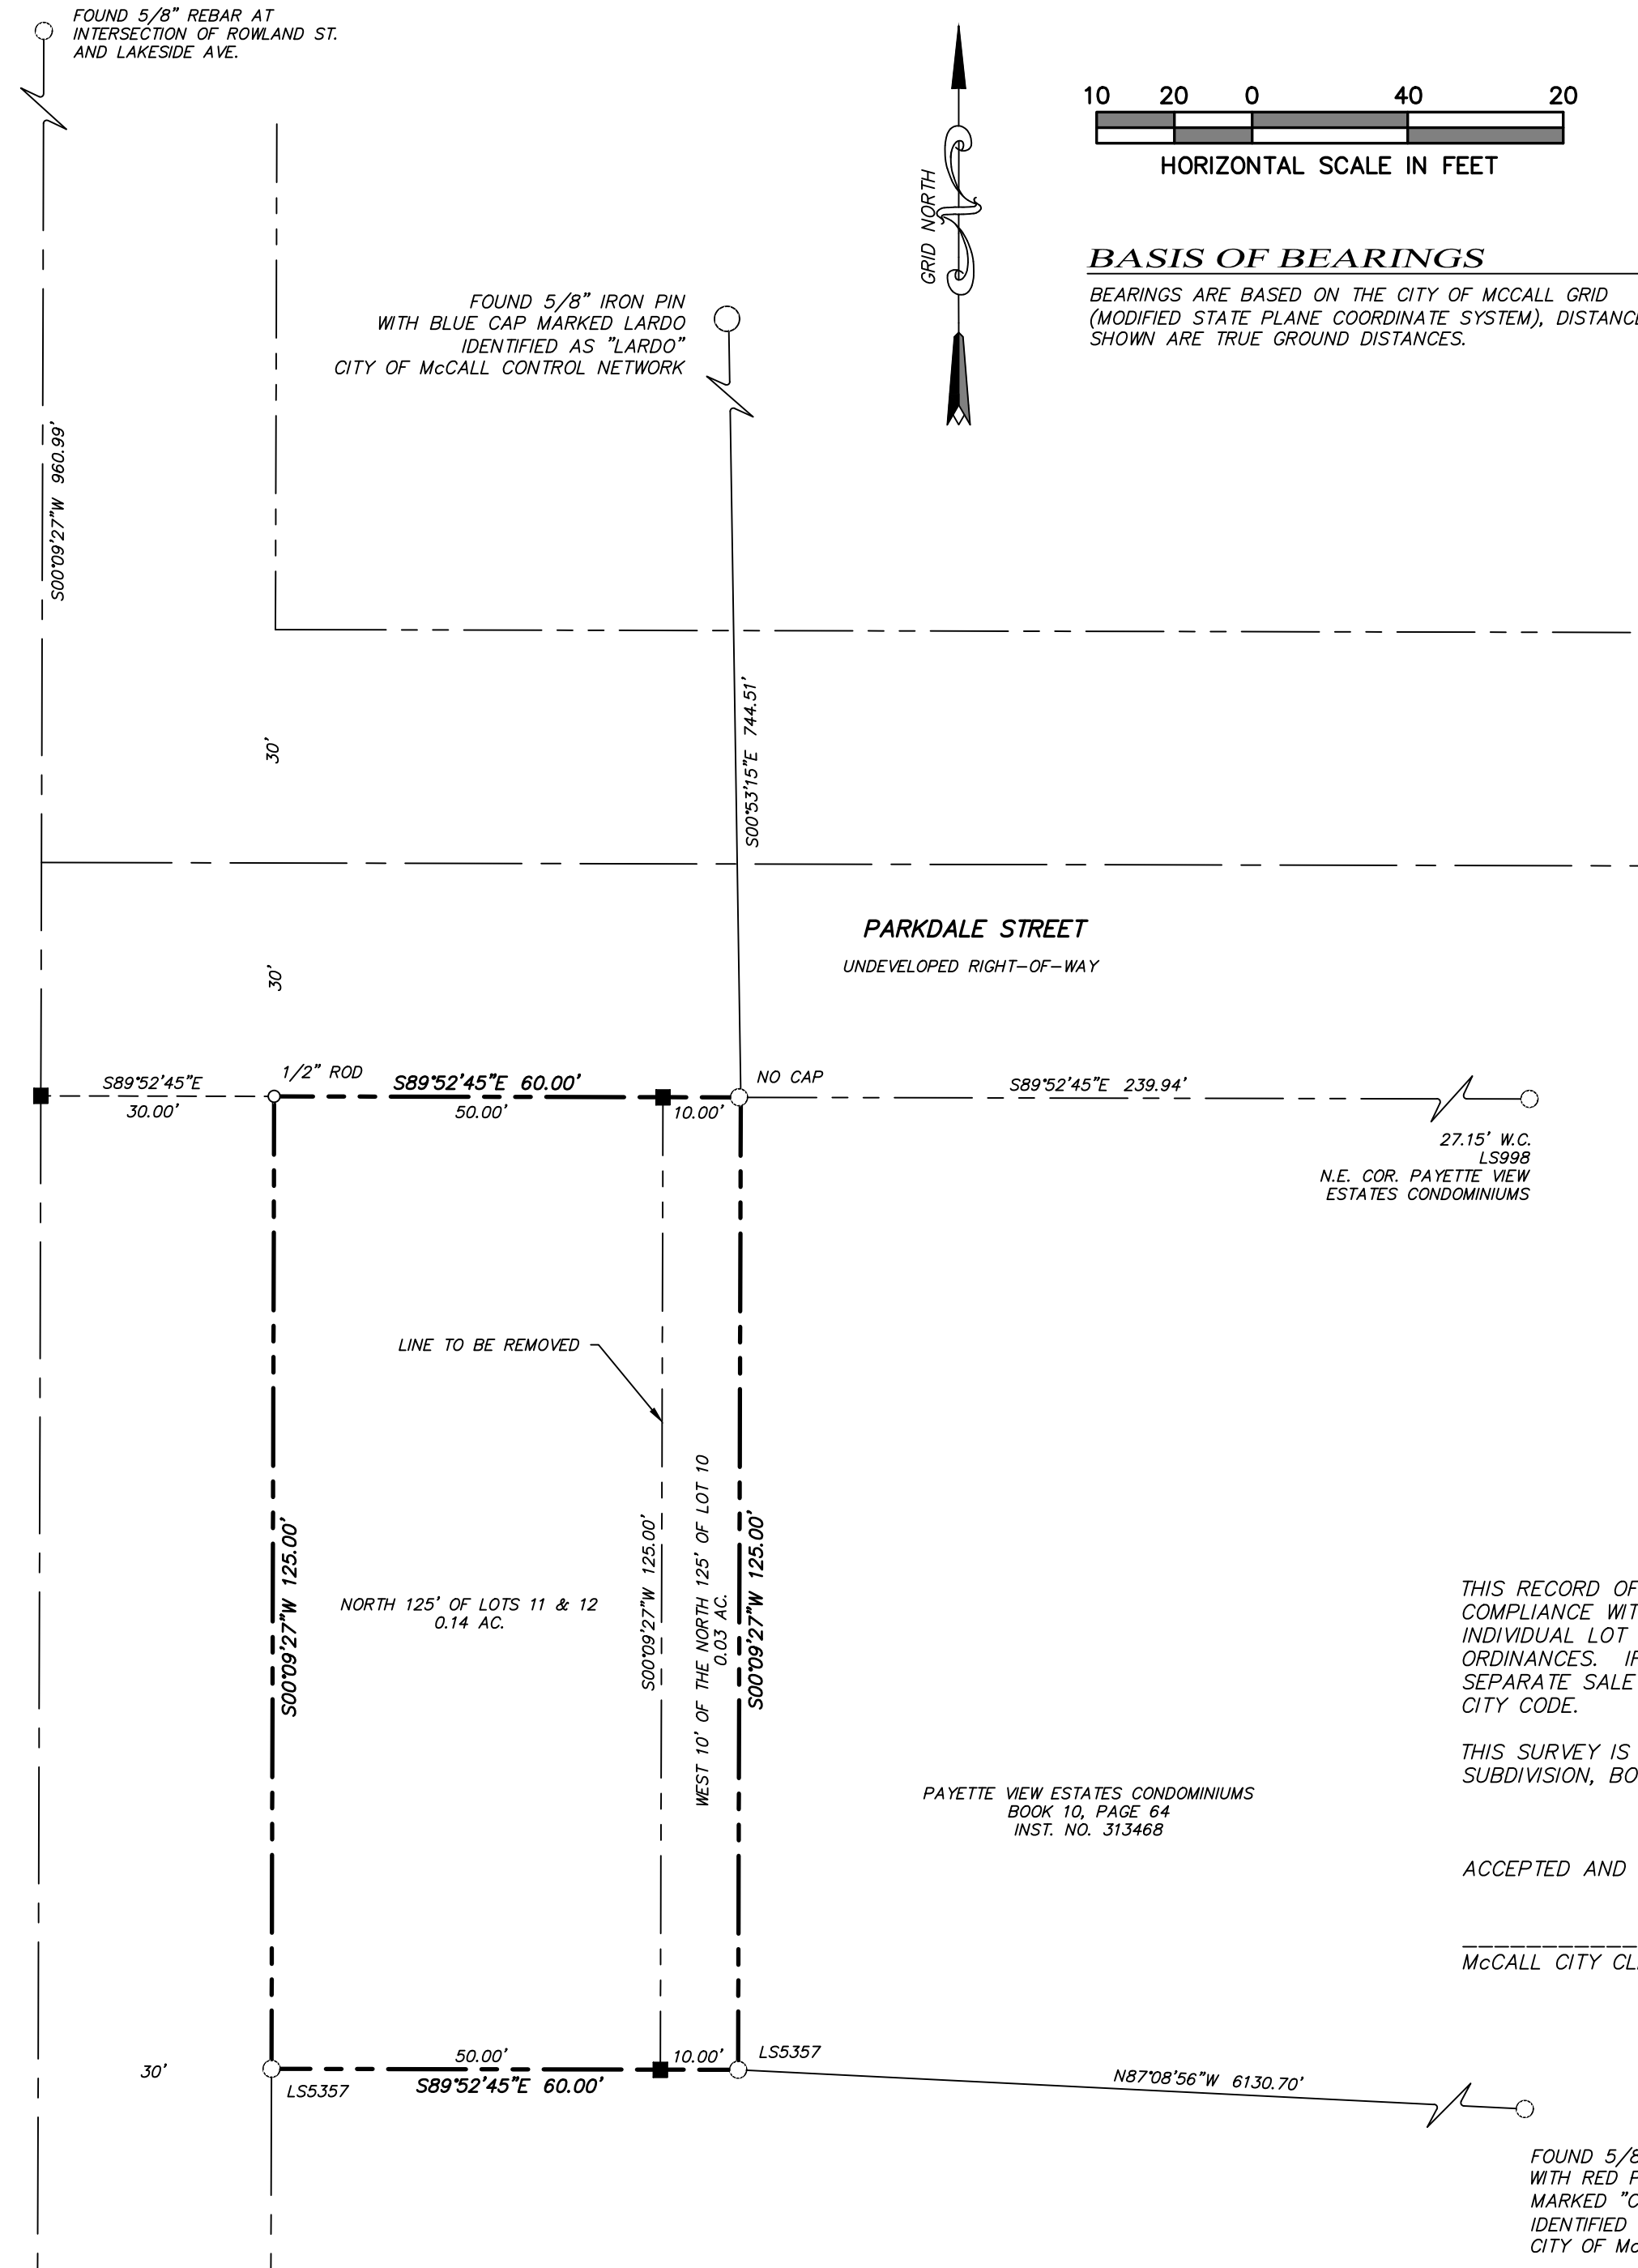 FOUND 5/8" REBAR AT
INTERSECTION OF ROWLAND ST.
AND LAKESIDE AVE.
10 20 0 40 20
HORIZONTAL SCALE IN FEET
GRID NORTH
BASIS OF BEARINGS
BEARINGS ARE BASED ON THE CITY OF MCCALL GRID
(MODIFIED STATE PLANE COORDINATE SYSTEM), DISTANCE
SHOWN ARE TRUE GROUND DISTANCES.
FOUND 5/8" IRON PIN
WITH BLUE CAP MARKED LARDO
IDENTIFIED AS "LARDO"
CITY OF McCALL CONTROL NETWORK
S00°09'27"W 960.99'
30'
S00°53'15"E 744.51'
PARKDALE STREET
UNDEVELOPED RIGHT-OF-WAY
30'
S89°52'45"E
30.00'
1/2" ROD
S89°52'45"E 60.00'
50.00'
10.00'
NO CAP
S89°52'45"E 239.94'
27.15' W.C.
LS998
N.E. COR. PAYETTE VIEW
ESTATES CONDOMINIUMS
LINE TO BE REMOVED
S00°09'27"W 125.00'
NORTH 125' OF LOTS 11 & 12
0.14 AC.
S00°09'27"W 125.00'
WEST 10' OF THE NORTH 125' OF LOT 10
0.03 AC.
S00°09'27"W 125.00'
THIS RECORD OF
COMPLIANCE WIT
INDIVIDUAL LOT
ORDINANCES. IF
SEPARATE SALE
CITY CODE.
THIS SURVEY IS
SUBDIVISION, BO
PAYETTE VIEW ESTATES CONDOMINIUMS
BOOK 10, PAGE 64
INST. NO. 313468
ACCEPTED AND
McCALL CITY CL
30'
LS5357
50.00'
10.00'
S89°52'45"E 60.00'
LS5357
N87°08'56"W 6130.70'
FOUND 5/8
WITH RED P
MARKED "C
IDENTIFIED
CITY OF Mc